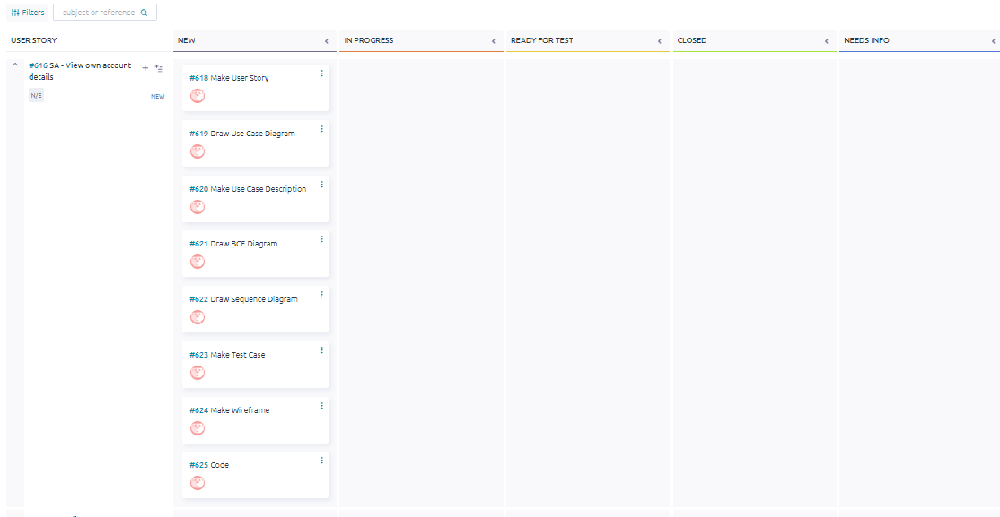 Filters
subject or reference
USER STORY
NEW
IN PROGRESS
READY FOR TEST
CLOSED
NEEDS INFO
#616 SA - View own account
details
N/E
NEW
#618 Make User Story
#619 Draw Use Case Diagram
#620 Make Use Case Description
#621 Draw BCE Diagram
#622 Draw Sequence Diagram
#623 Make Test Case
#624 Make Wireframe
#625 Code